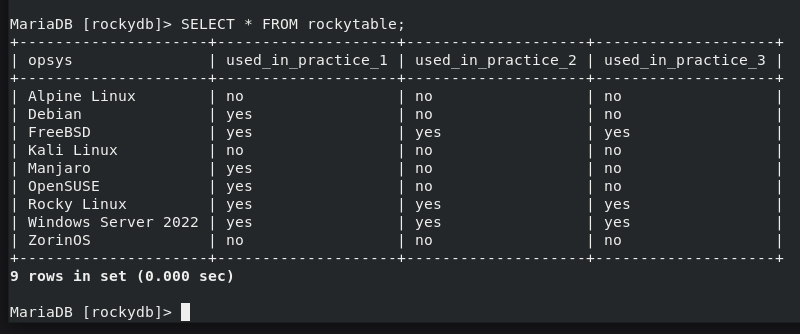 MariaDB [rockydb]> SELECT * FROM rockytable;
+---------------------+--------------------+--------------------+--------------------+
| opsys               | used_in_practice_1 | used_in_practice_2 | used_in_practice_3 |
+---------------------+--------------------+--------------------+--------------------+
| Alpine Linux        | no                 | no                 | no                 |
| Debian              | yes                | no                 | no                 |
| FreeBSD             | yes                | yes                | yes                |
| Kali Linux          | no                 | no                 | no                 |
| Manjaro             | yes                | no                 | no                 |
| OpenSUSE            | yes                | no                 | no                 |
| Rocky Linux         | yes                | yes                | yes                |
| Windows Server 2022 | yes                | yes                | yes                |
| ZorinOS             | no                 | no                 | no                 |
+---------------------+--------------------+--------------------+--------------------+
9 rows in set (0.000 sec)
MariaDB [rockydb]>